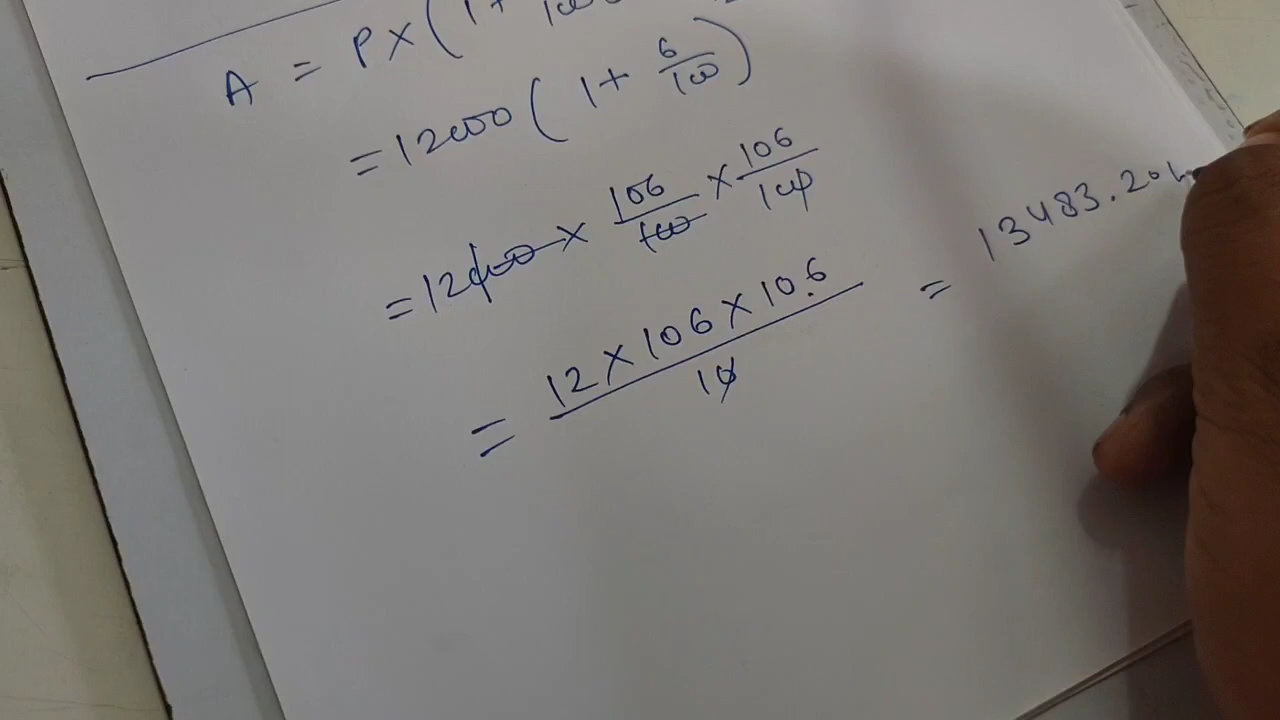 A = P × (1 +
= 12000 (1 + 6/100)
= 12000 × 106/100 × 106/100
= 12 × 106 × 10.6 / 10 = 13483.20